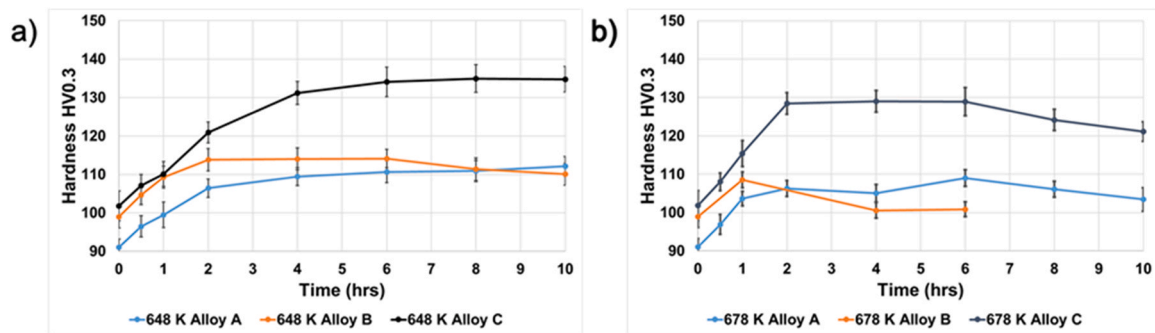 a)
150
140
130
120
110
100
90
Hardness HV0.3
0 1 2 3 4 5 6 7 8 9 10
Time (hrs)
648 K Alloy A 648 K Alloy B 648 K Alloy C
b)
150
140
130
120
110
100
90
Hardness HV0.3
0 1 2 3 4 5 6 7 8 9 10
Time (hrs)
678 K Alloy A 678 K Alloy B 678 K Alloy C